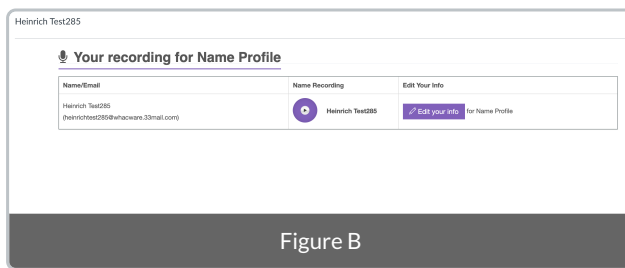 Heinrich Test285
Your recording for Name Profile
Name/Email
Name Recording
Edit Your Info
Heinrich Test285
(heinrichtest285@whacware.33mail.com)
Heinrich Test285
Edit your info for Name Profile
Figure B